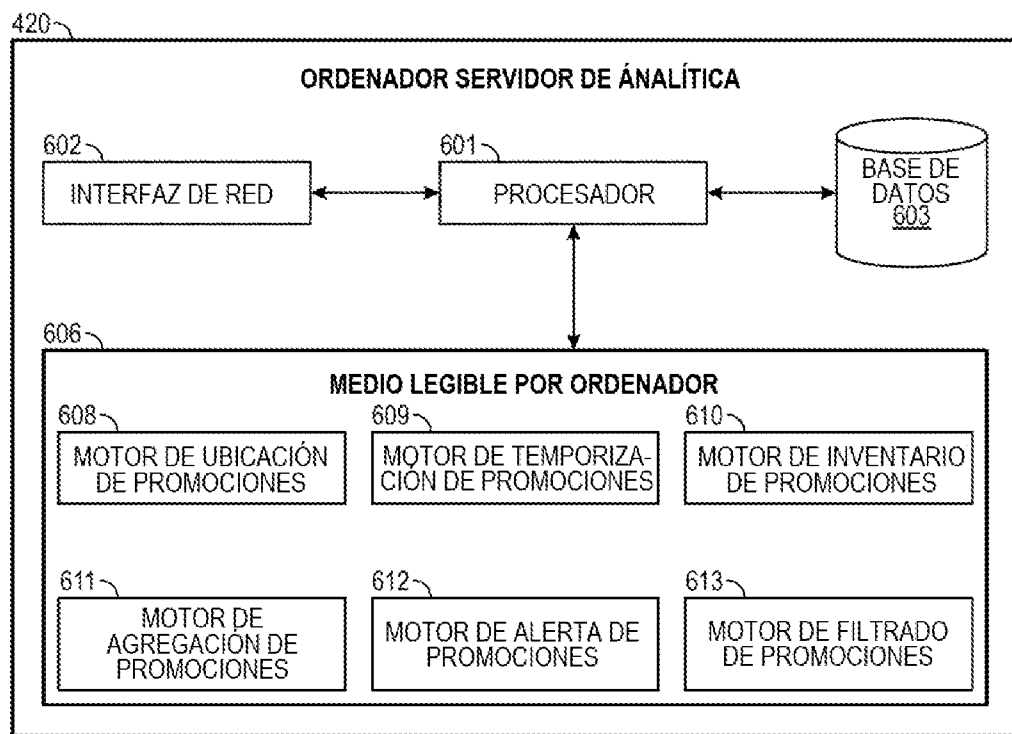 420
ORDENADOR SERVIDOR DE ÁNALÍTICA
602
INTERFAZ DE RED
601
PROCESADOR
BASE DE
DATOS
603
606
MEDIO LEGIBLE POR ORDENADOR
608
MOTOR DE UBICACIÓN
DE PROMOCIONES
609
MOTOR DE TEMPORIZA-
CIÓN DE PROMOCIONES
610
MOTOR DE INVENTARIO
DE PROMOCIONES
611
MOTOR DE
AGREGACIÓN DE
PROMOCIONES
612
MOTOR DE ALERTA DE
PROMOCIONES
613
MOTOR DE FILTRADO
DE PROMOCIONES